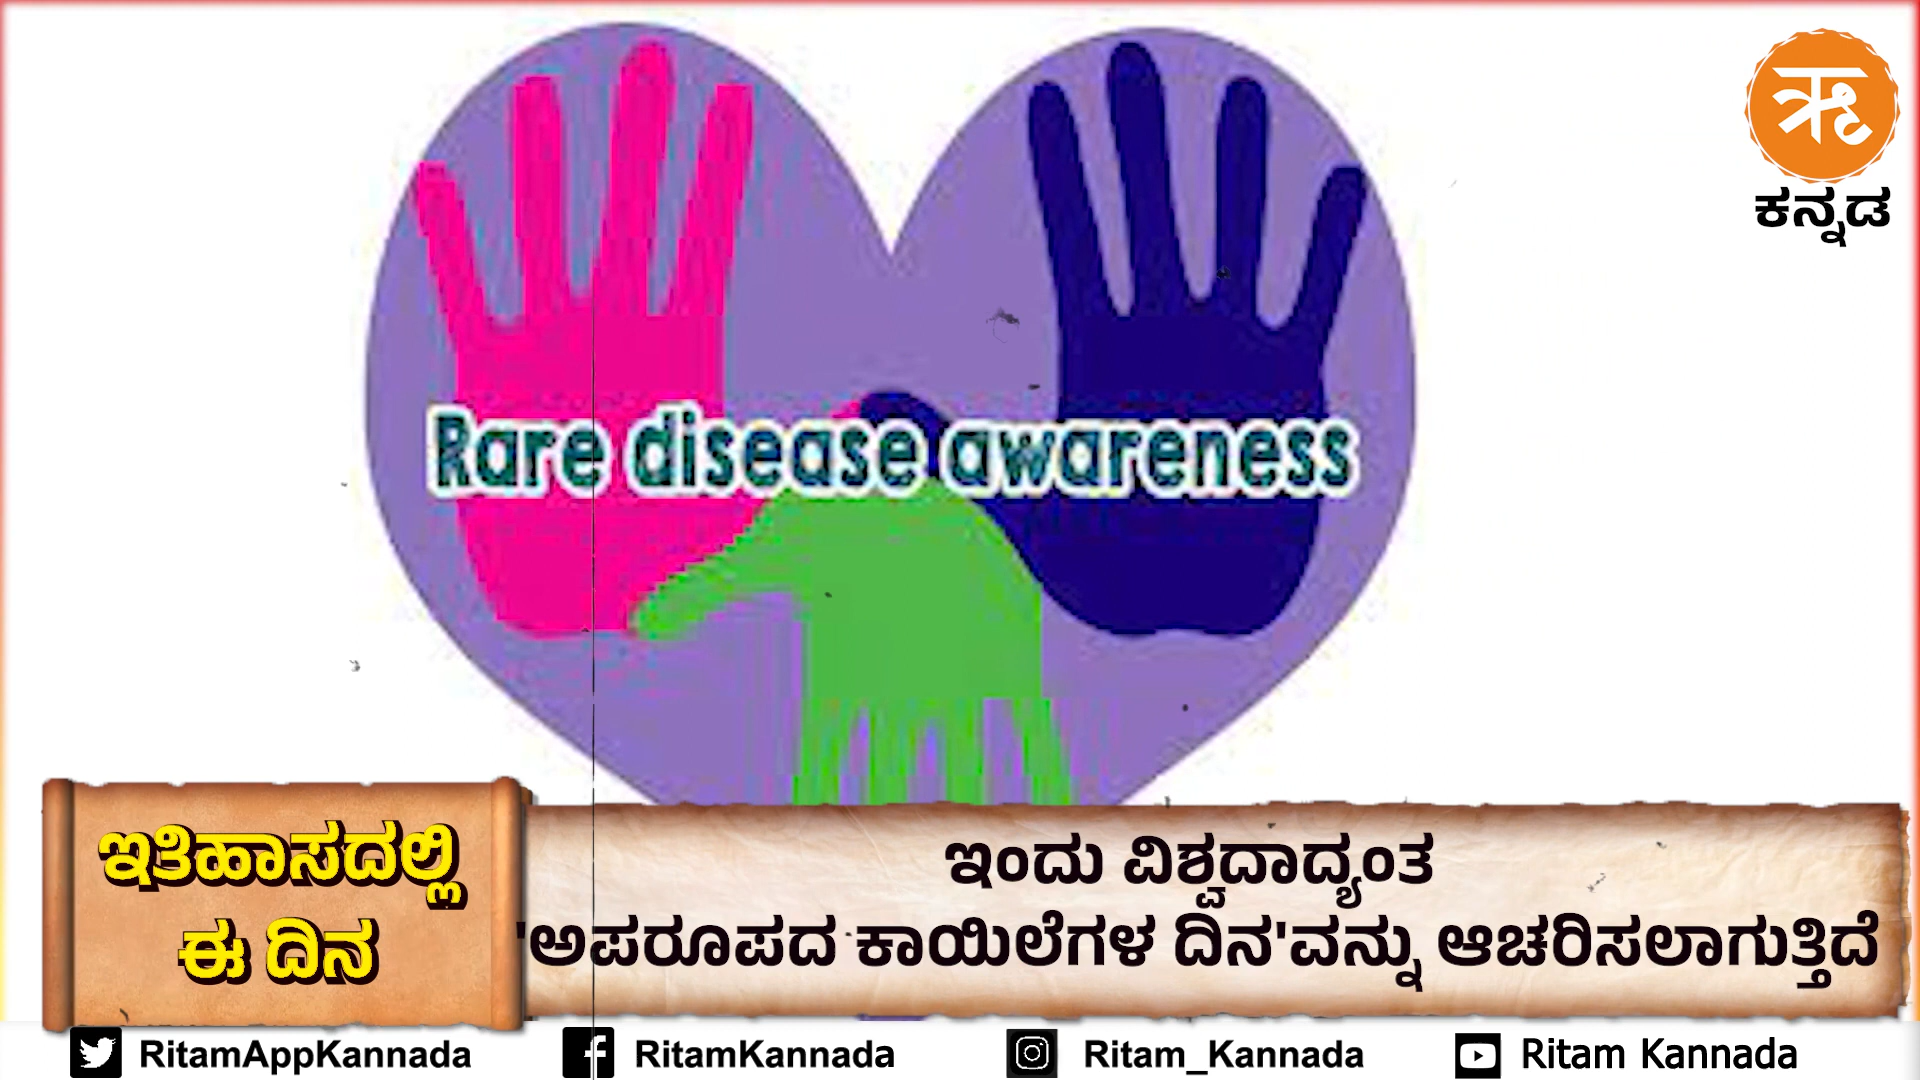 ऋ
ಕನ್ನಡ
Rare disease awareness
ಇತಿಹಾಸದಲ್ಲಿ
ಈ ದಿನ
ಇಂದು ವಿಶ್ವದಾದ್ಯಂತ
'ಅಪರೂಪದ ಕಾಯಿಲೆಗಳ ದಿನ'ವನ್ನು ಆಚರಿಸಲಾಗುತ್ತಿದೆ
RitamAppKannada RitamKannada Ritam_Kannada Ritam Kannada